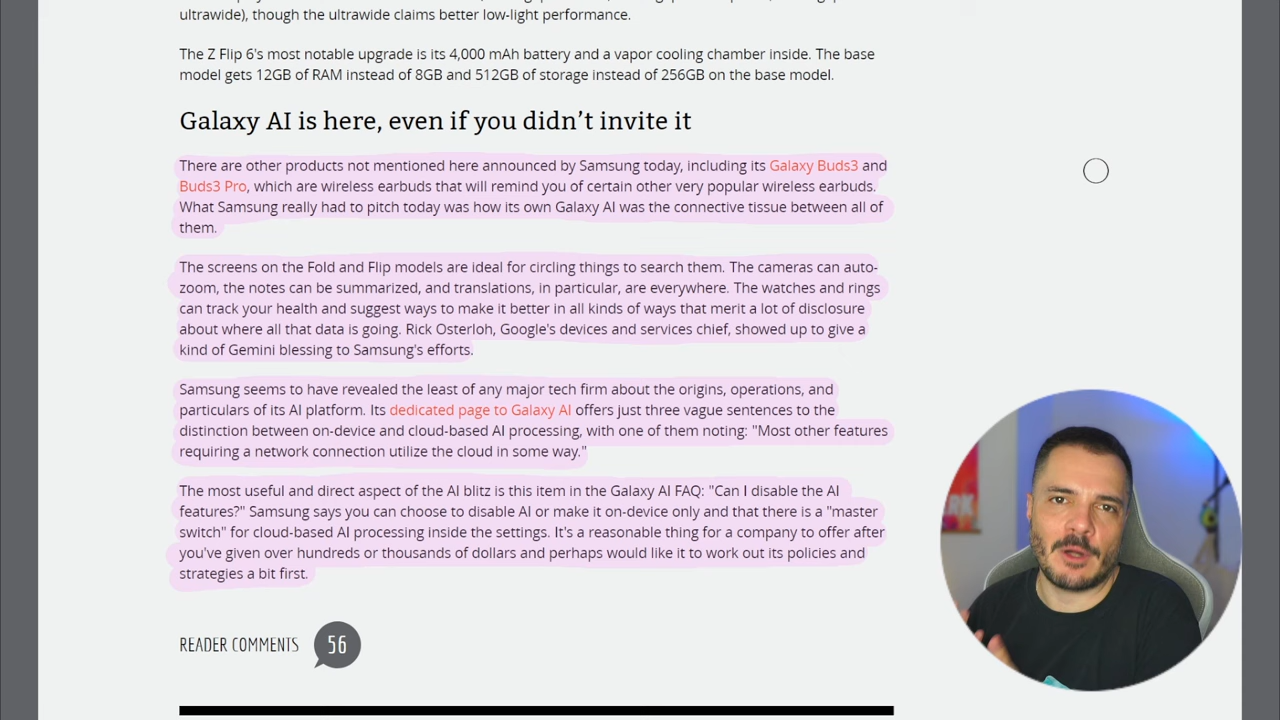 ultrawide), though the ultrawide claims better low-light performance.
The Z Flip 6's most notable upgrade is its 4,000 mAh battery and a vapor cooling chamber inside. The base
model gets 12GB of RAM instead of 8GB and 512GB of storage instead of 256GB on the base model.
Galaxy AI is here, even if you didn’t invite it
There are other products not mentioned here announced by Samsung today, including its Galaxy Buds3 and
Buds3 Pro, which are wireless earbuds that will remind you of certain other very popular wireless earbuds.
What Samsung really had to pitch today was how its own Galaxy AI was the connective tissue between all of
them.
The screens on the Fold and Flip models are ideal for circling things to search them. The cameras can auto-
zoom, the notes can be summarized, and translations, in particular, are everywhere. The watches and rings
can track your health and suggest ways to make it better in all kinds of ways that merit a lot of disclosure
about where all that data is going. Rick Osterloh, Google's devices and services chief, showed up to give a
kind of Gemini blessing to Samsung's efforts.
Samsung seems to have revealed the least of any major tech firm about the origins, operations, and
particulars of its AI platform. Its dedicated page to Galaxy AI offers just three vague sentences to the
distinction between on-device and cloud-based AI processing, with one of them noting: "Most other features
requiring a network connection utilize the cloud in some way."
The most useful and direct aspect of the AI blitz is this item in the Galaxy AI FAQ: "Can I disable the AI
features?" Samsung says you can choose to disable AI or make it on-device only and that there is a "master
switch" for cloud-based AI processing inside the settings. It's a reasonable thing for a company to offer after
you've given over hundreds or thousands of dollars and perhaps would like it to work out its policies and
strategies a bit first.
READER COMMENTS 56